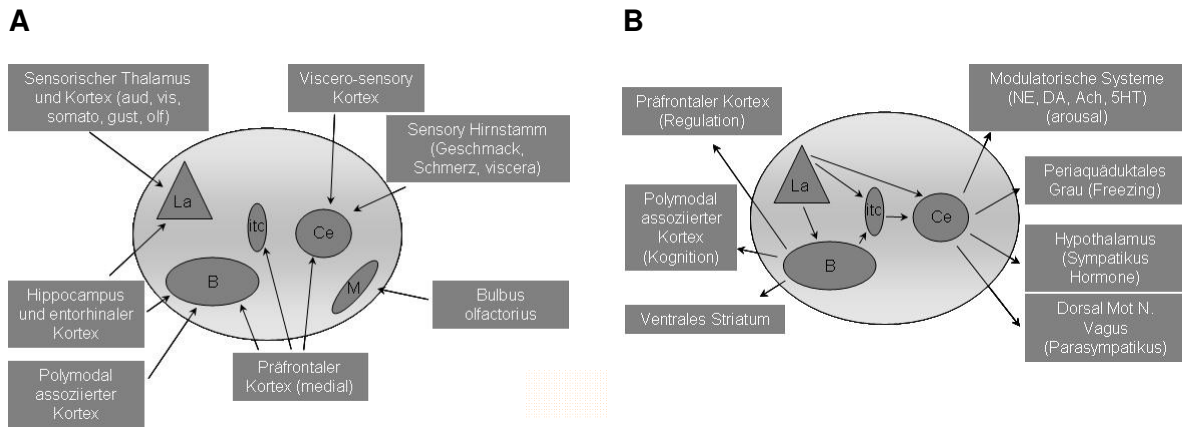 A
Sensorischer Thalamus
und Kortex (aud, vis,
somato, gust, olf)
Viscero-sensory
Kortex
Sensory Hirnstamm
(Geschmack,
Schmerz, viscera)
La
itc
Ce
B
M
Hippocampus
und entorhinaler
Kortex
Bulbus
olfactorius
Polymodal
assoziierter
Kortex
Präfrontaler
Kortex (medial)
B
Modulatorische Systeme
(NE, DA, Ach, 5HT)
(arousal)
Präfrontaler Kortex
(Regulation)
Periaquäduktales
Grau (Freezing)
La
itc
Ce
B
Polymodal
assoziierter
Kortex
(Kognition)
Hypothalamus
(Sympatikus
Hormone)
Ventrales Striatum
Dorsal Mot N.
Vagus
(Parasympatikus)